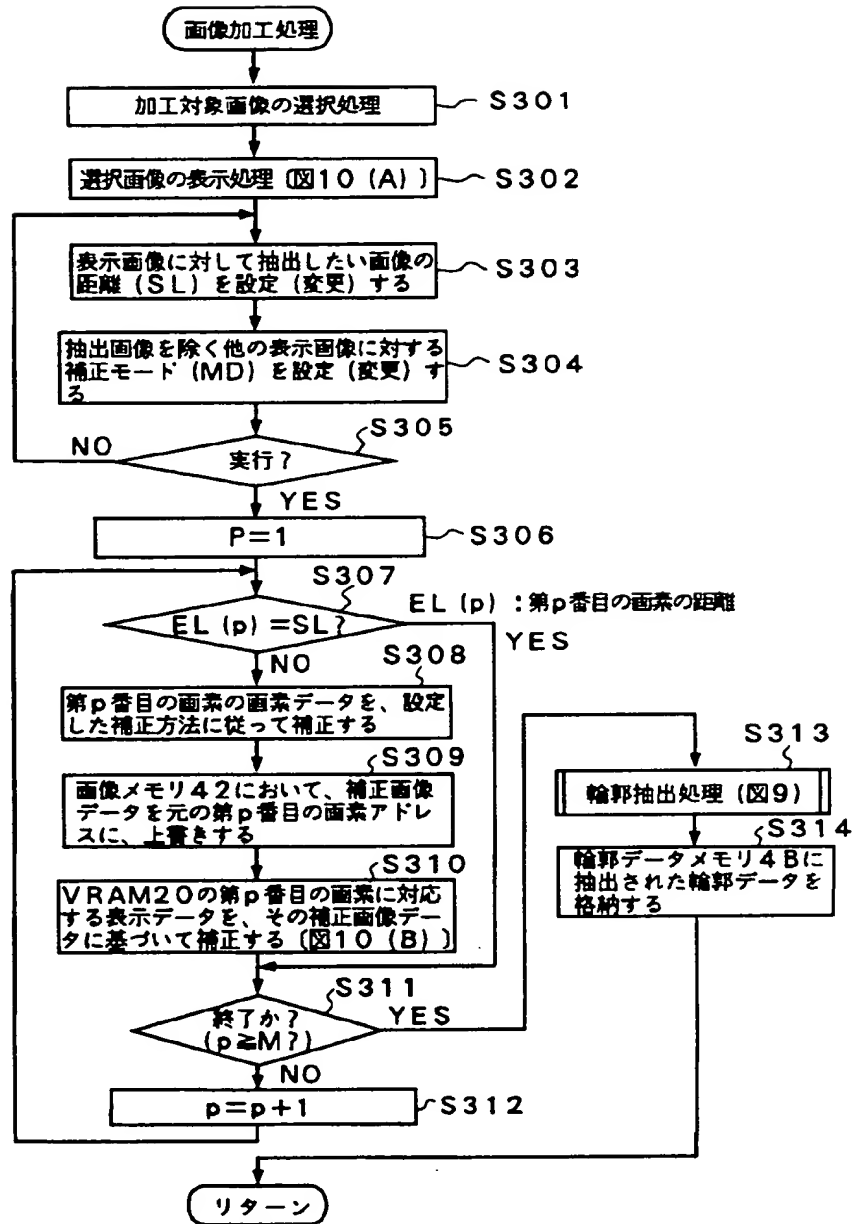 画像加工処理
加工対象画像の選択処理
S301
選択画像の表示処理〔図10(A)〕
S302
表示画像に対して抽出したい画像の
距離(SL)を設定(変更)する
S303
抽出画像を除く他の表示画像に対する
補正モード(MD)を設定(変更)す
る
S304
S305
NO
実行?
YES
P=1
S306
S307
EL(p):第p番目の画素の距離
EL(p)=SL?
YES
NO
S308
第p番目の画素の画素データを、設定
した補正方法に従って補正する
S309
画像メモリ42において、補正画像
データを元の第p番目の画素アドレ
スに、上書きする
S310
VRAM20の第p番目の画素に対応
する表示データを、その補正画像デー
タに基づいて補正する〔図10(B)〕
S311
終了か?
(p≧M?)
YES
NO
p=p+1
S312
S313
輪郭抽出処理(図9)
S314
輪郭データメモリ4Bに
抽出された輪郭データを
格納する
リターン